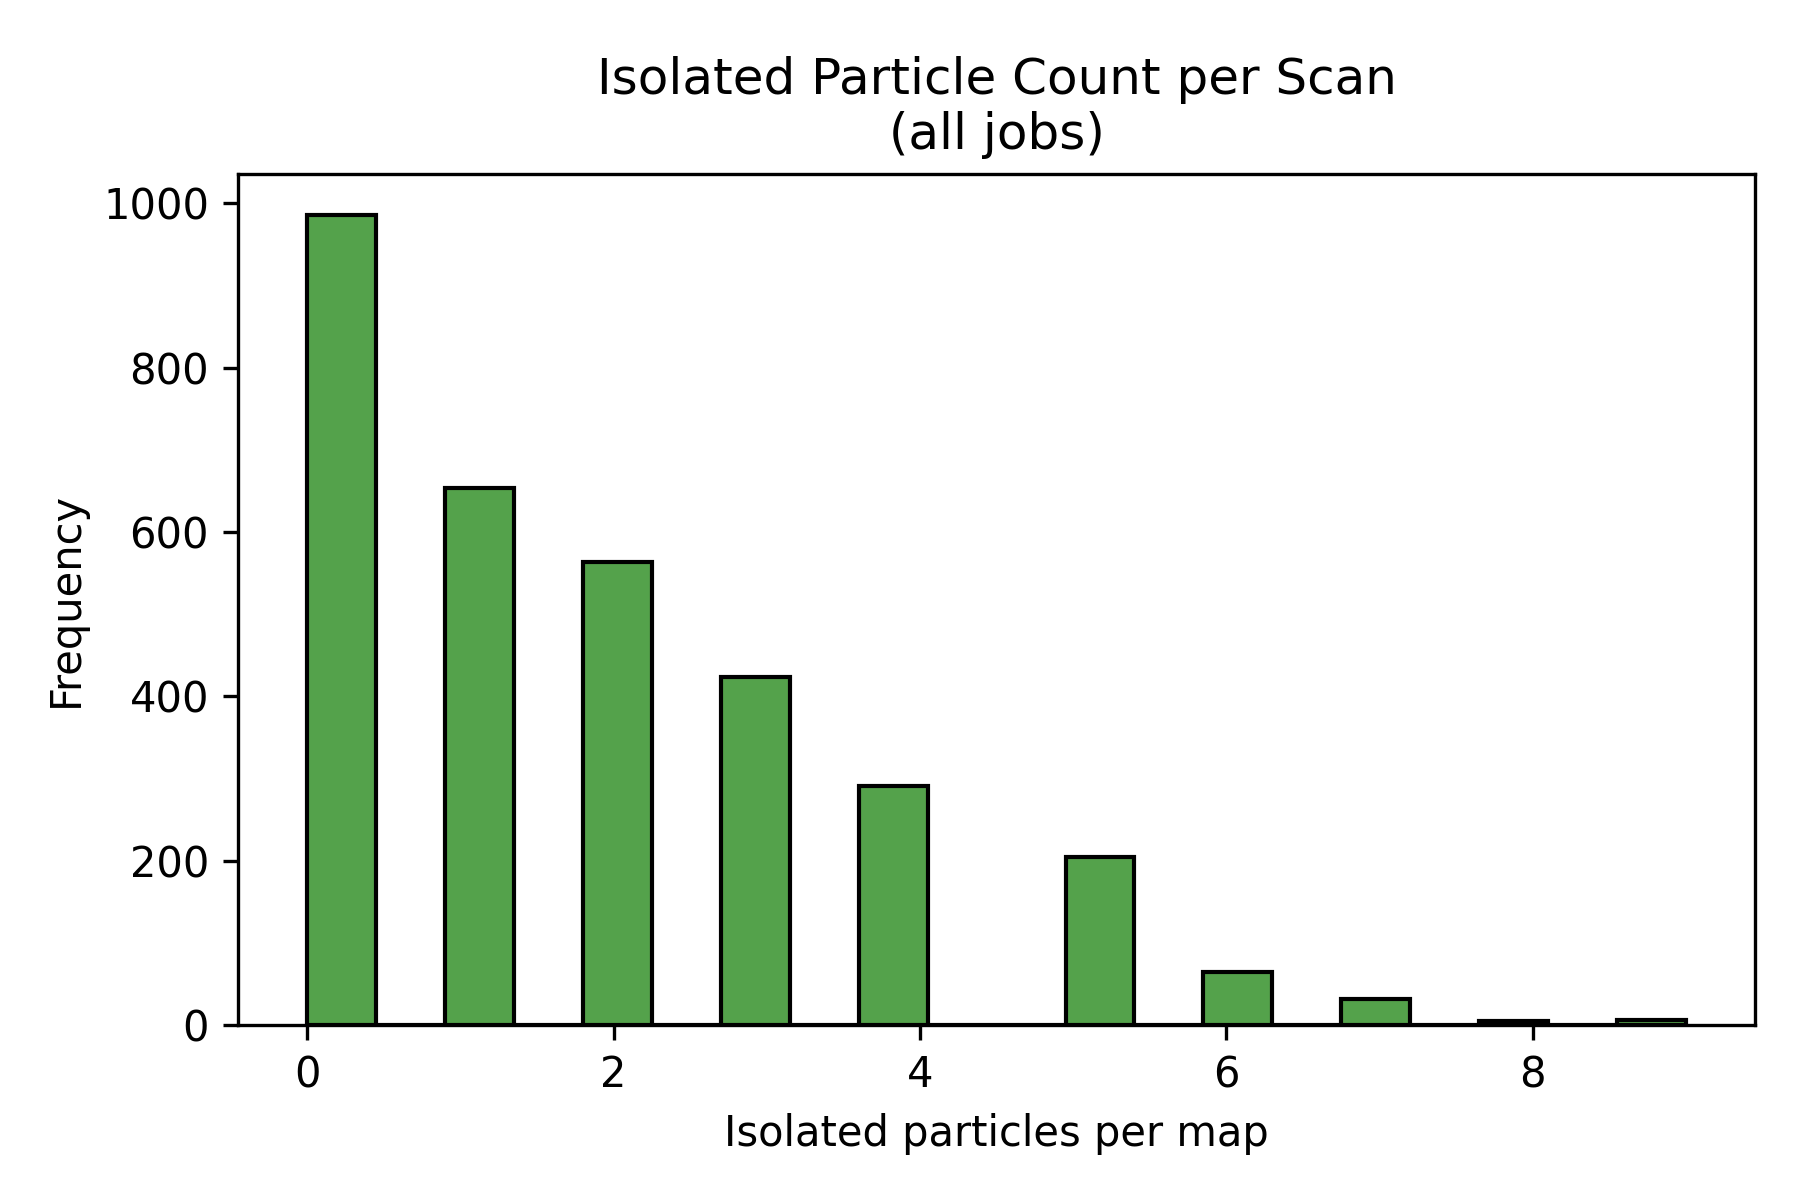 Isolated Particle Count per Scan
(all jobs)
1000
800
600
400
200
0
Frequency
0 2 4 6 8
Isolated particles per map